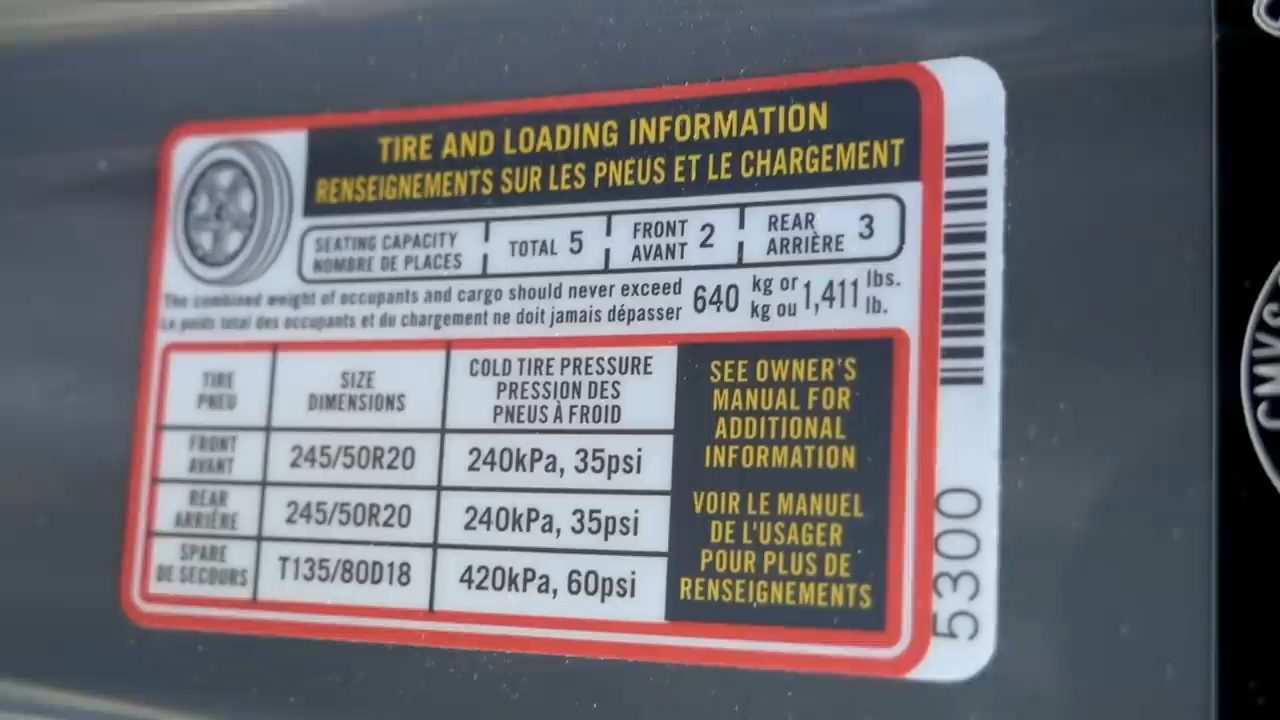 TIRE AND LOADING INFORMATION
RENSEIGNEMENTS SUR LES PNEUS ET LE CHARGEMENT
SEATING CAPACITY
NOMBRE DE PLACES
TOTAL 5
FRONT
AVANT
2
REAR
ARRIÈRE
3
The combined weight of occupants and cargo should never exceed
Le poids total des occupants et du chargement ne doit jamais dépasser
640
kg or
kg ou
1,411
lbs.
lb.
TIRE
PNEU
SIZE
DIMENSIONS
COLD TIRE PRESSURE
PRESSION DES
PNEUS À FROID
FRONT
AVANT
245/50R20
240kPa, 35psi
REAR
ARRIÈRE
245/50R20
240kPa, 35psi
SPARE
DE SECOURS
T135/80D18
420kPa, 60psi
SEE OWNER'S
MANUAL FOR
ADDITIONAL
INFORMATION
VOIR LE MANUEL
DE L'USAGER
POUR PLUS DE
RENSEIGNEMENTS
5300